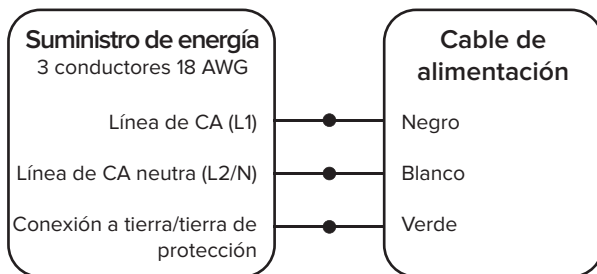 Suministro de energía
3 conductores 18 AWG
Línea de CA (L1)
Línea de CA neutra (L2/N)
Conexión a tierra/tierra de
protección
Cable de
alimentación
Negro
Blanco
Verde